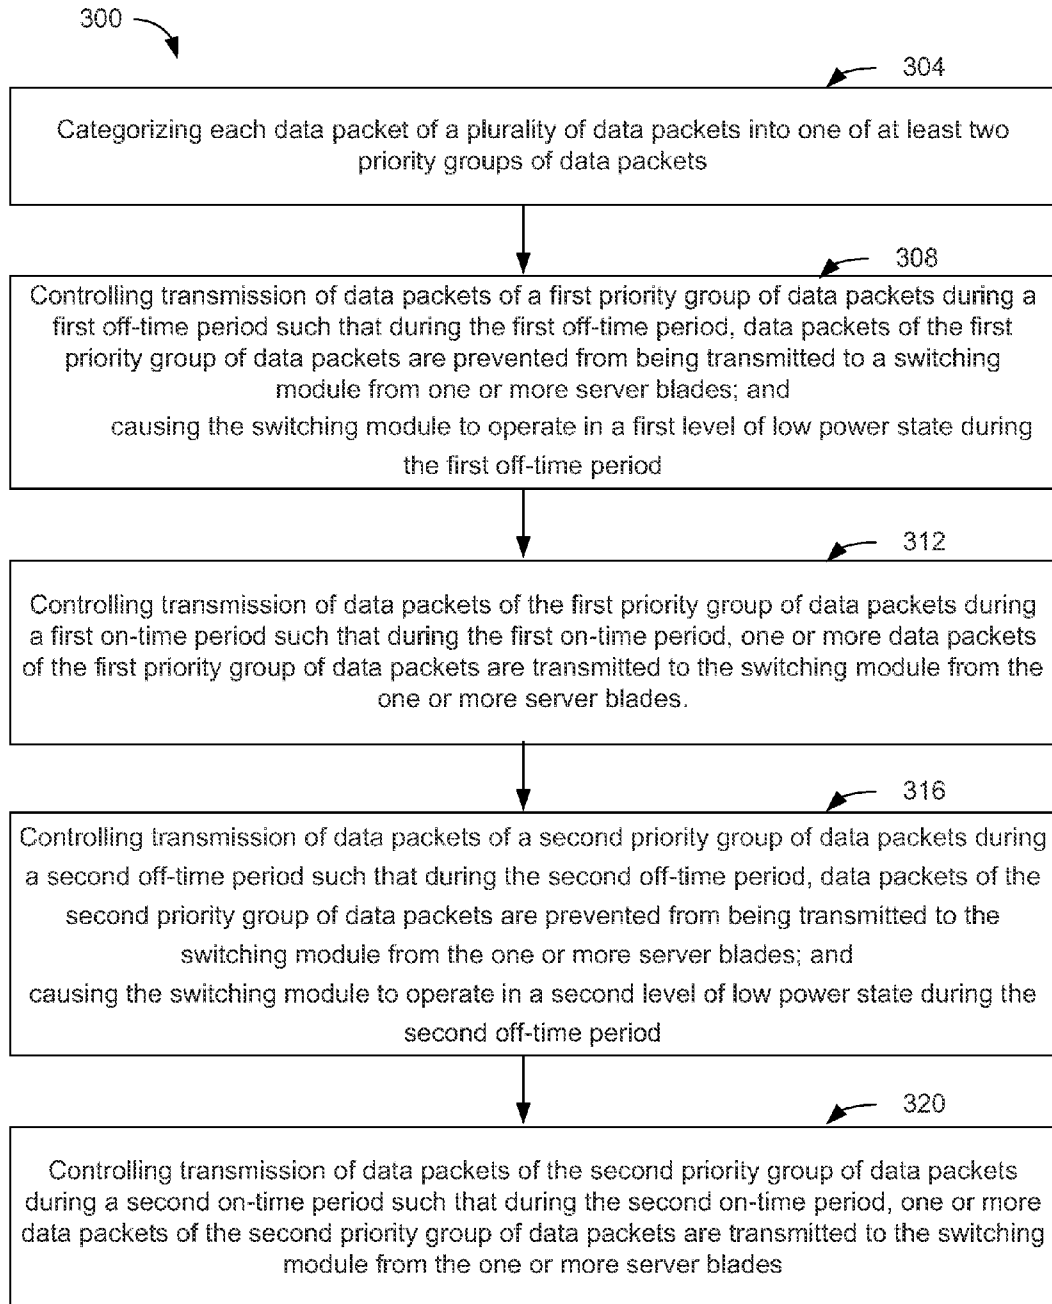 300
304
Categorizing each data packet of a plurality of data packets into one of at least two
priority groups of data packets
308
Controlling transmission of data packets of a first priority group of data packets during a
first off-time period such that during the first off-time period, data packets of the first
priority group of data packets are prevented from being transmitted to a switching
module from one or more server blades; and
causing the switching module to operate in a first level of low power state during
the first off-time period
312
Controlling transmission of data packets of the first priority group of data packets during
a first on-time period such that during the first on-time period, one or more data packets
of the first priority group of data packets are transmitted to the switching module from the
one or more server blades.
316
Controlling transmission of data packets of a second priority group of data packets during
a second off-time period such that during the second off-time period, data packets of the
second priority group of data packets are prevented from being transmitted to the
switching module from the one or more server blades; and
causing the switching module to operate in a second level of low power state during the
second off-time period
320
Controlling transmission of data packets of the second priority group of data packets
during a second on-time period such that during the second on-time period, one or more
data packets of the second priority group of data packets are transmitted to the switching
module from the one or more server blades